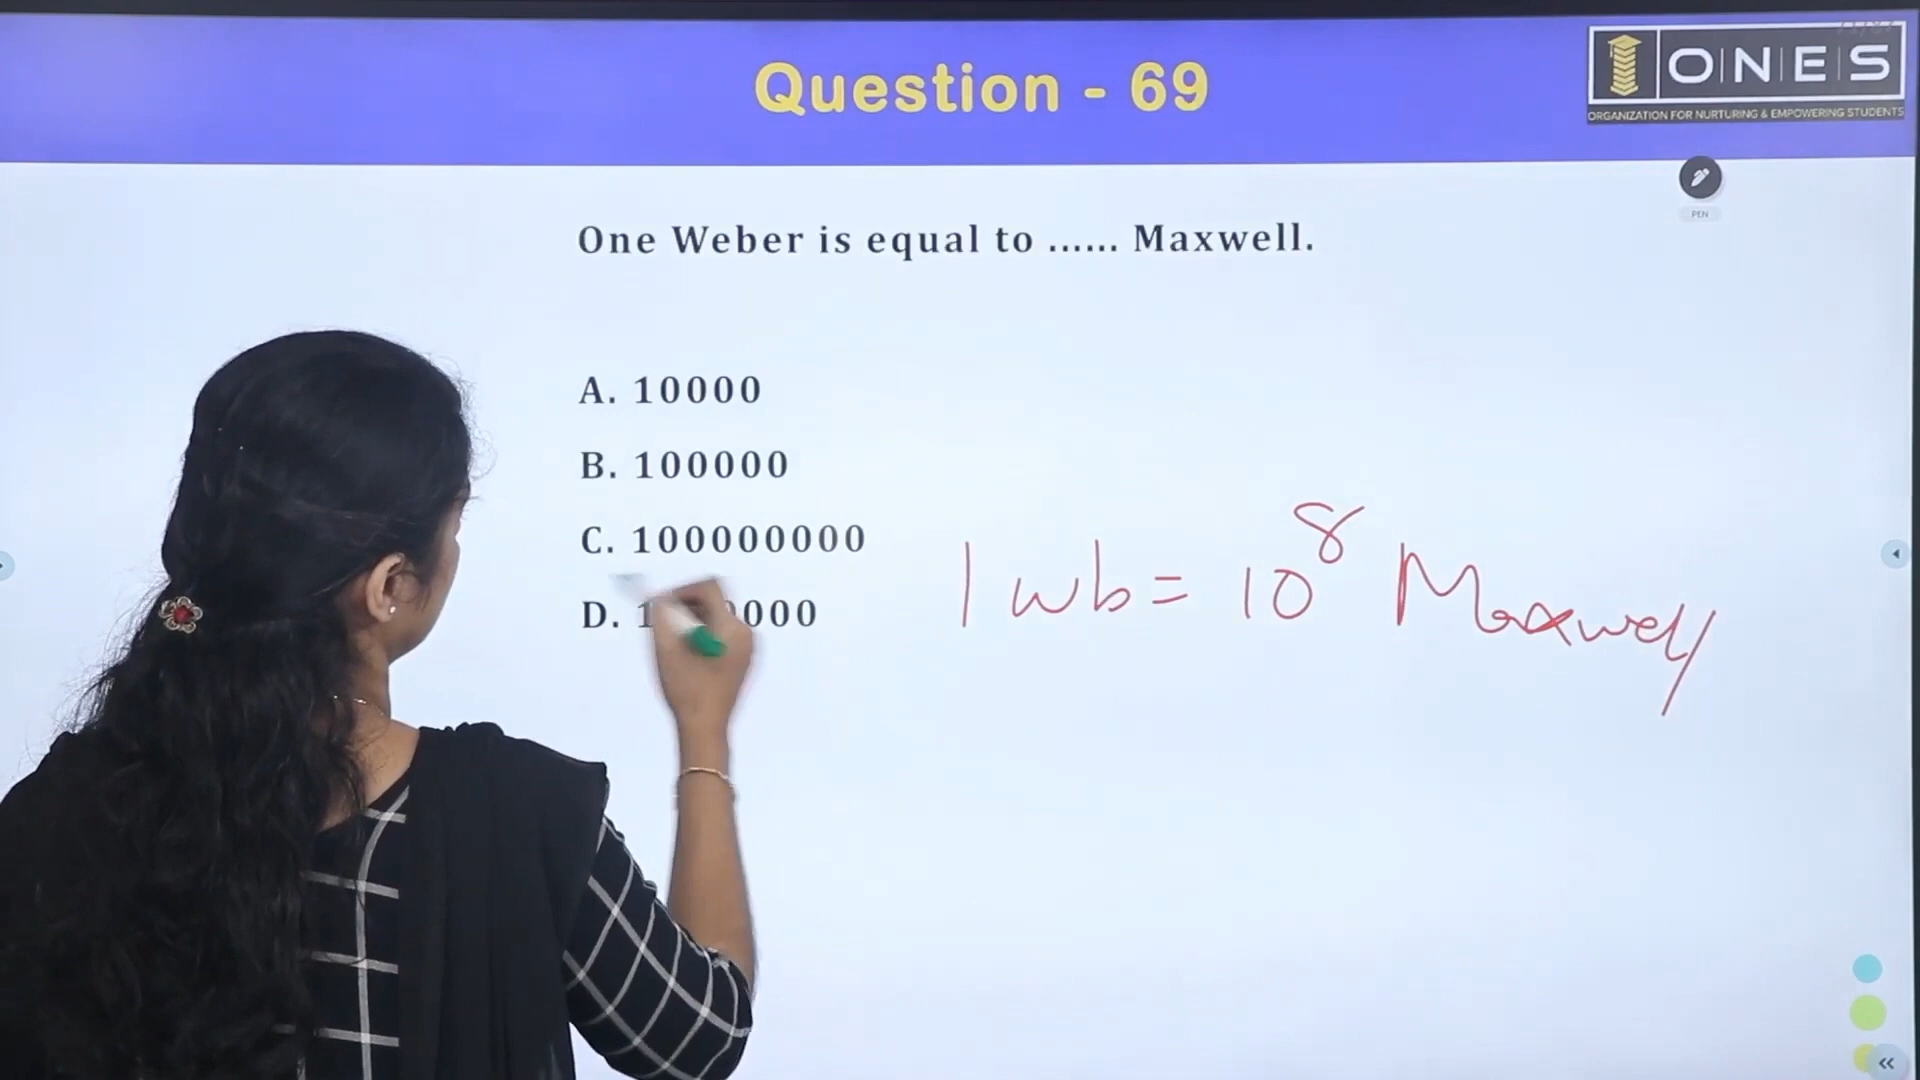 Question - 69
ONES
ORGANIZATION FOR NURTURING & EMPOWERING STUDENTS
PEN
One Weber is equal to ...... Maxwell.
A. 10000
B. 100000
C. 100000000
D.
1 wb = 10⁸ Maxwell